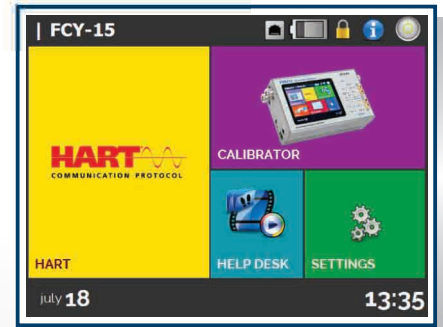 | FCY-15
HART
COMMUNICATION PROTOCOL
CALIBRATOR
HART
HELP DESK
SETTINGS
july 18
13:35